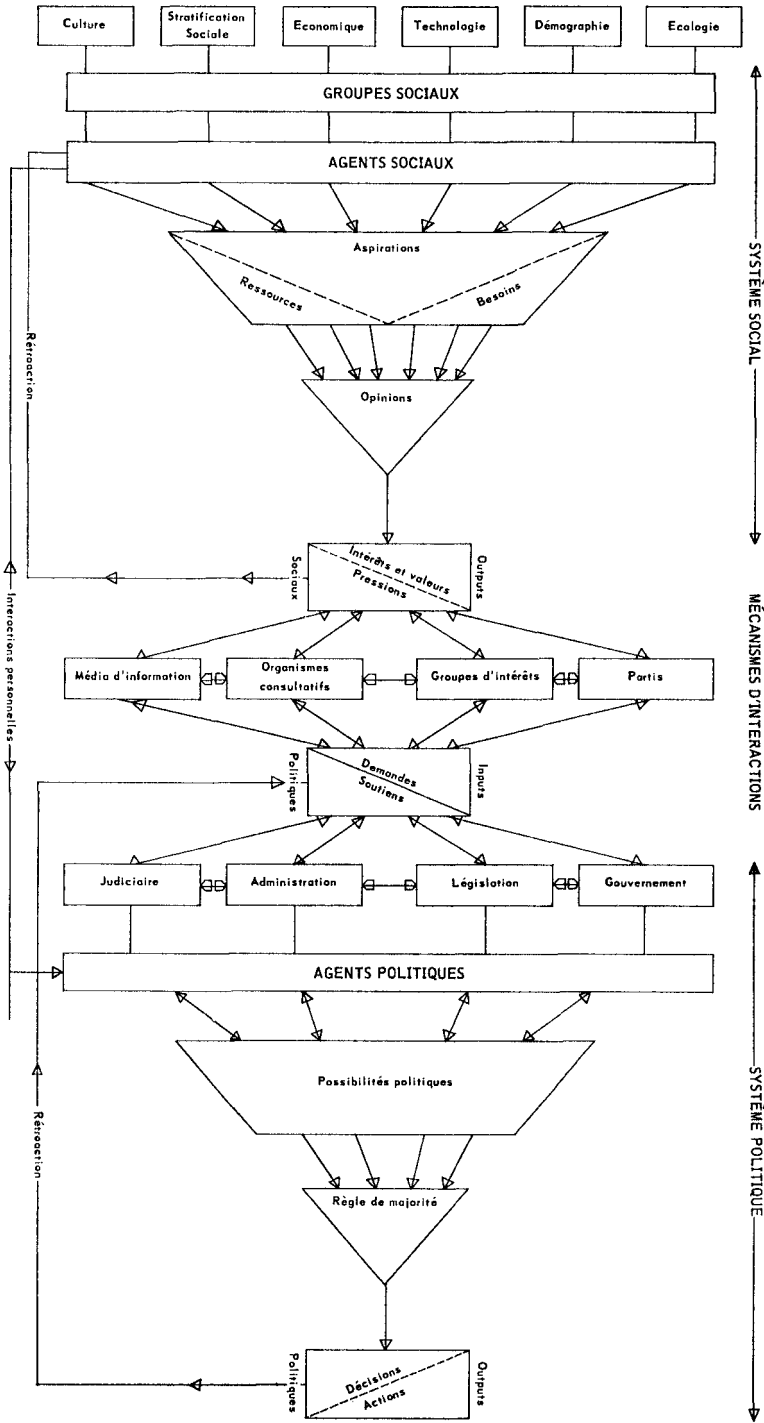 Culture
Stratification
Sociale
Economique
Technologie
Démographie
Ecologie
GROUPES SOCIAUX
AGENTS SOCIAUX
Aspirations
Ressources
Besoins
Opinions
SYSTÈME SOCIAL
Rétroaction
Interactions personnelles
Sociaux
Intérêts et valeurs
Pressions
Outputs
MÉCANISMES D'INTERACTIONS
Média d'information
Organismes
consultatifs
Groupes d'intérêts
Partis
Politiques
Demandes
Soutiens
Inputs
Judiciaire
Administration
Législation
Gouvernement
AGENTS POLITIQUES
Possibilités politiques
Règle de majorité
SYSTÈME POLITIQUE
Rétroaction
Politiques
Décisions
Actions
Outputs